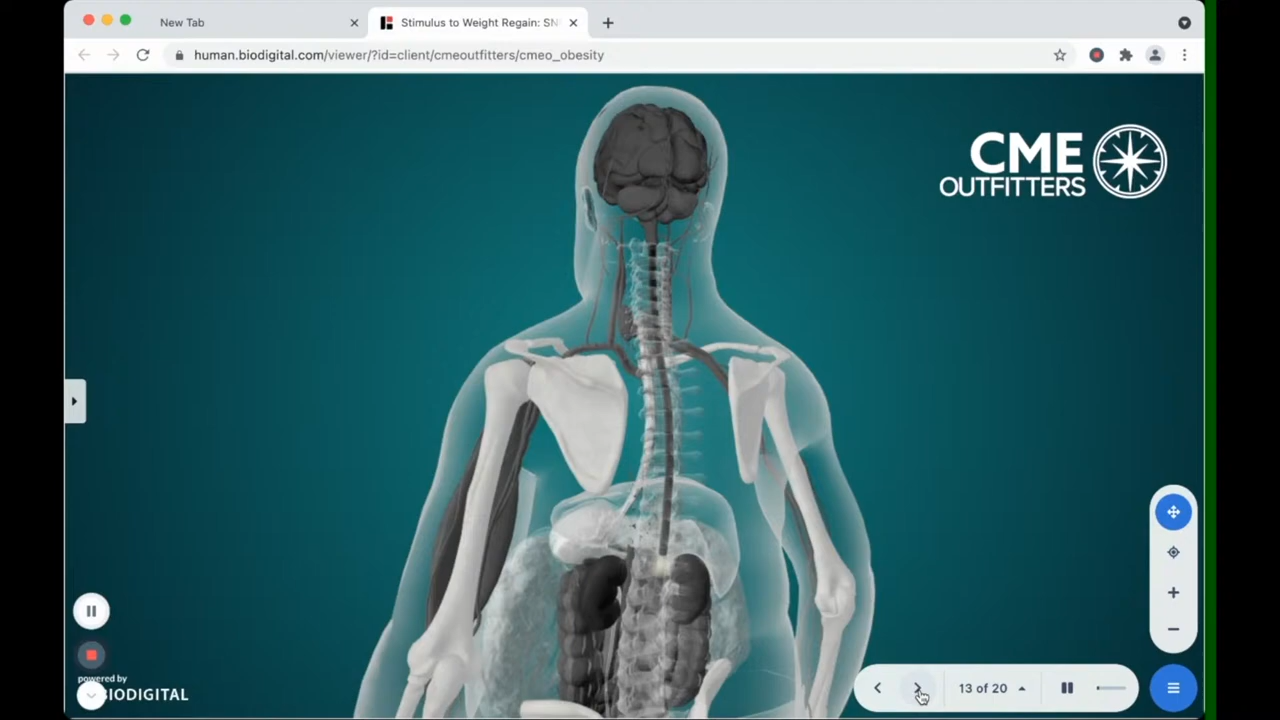 New Tab
Stimulus to Weight Regain: SN
human.biodigital.com/viewer/?id=client/cmeoutfitters/cmeo_obesity
CME
OUTFITTERS
13 of 20
powered by
BIODIGITAL